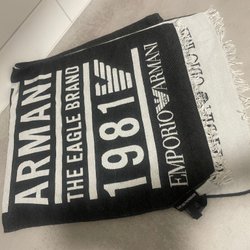 ARMANI
THE EAGLE BRAND
1981
EMPORIO ARMANI